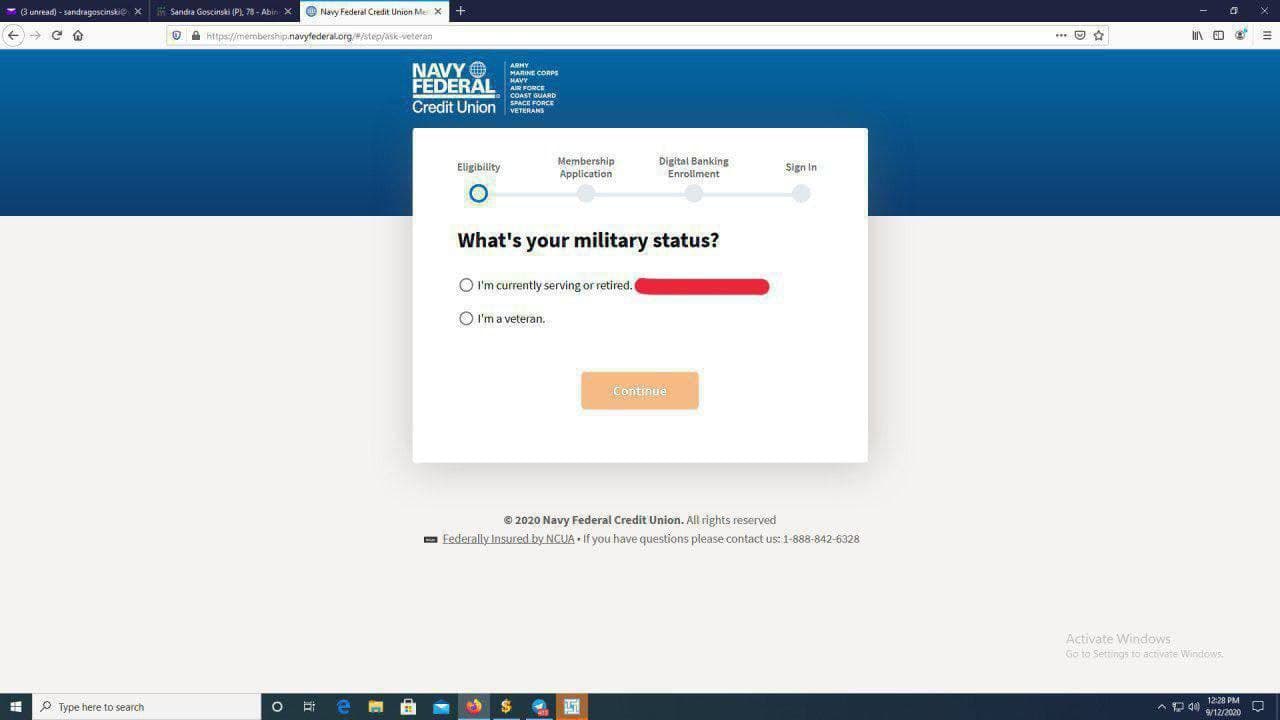 (3 unread) - sandragoscinski@
Sandra Goscinski (P), 78 - Abin
Navy Federal Credit Union Mer
https://membership.navyfederal.org/#/step/ask-veteran
NAVY
FEDERAL
Credit Union
ARMY
MARINE CORPS
NAVY
AIR FORCE
COAST GUARD
SPACE FORCE
VETERANS
Eligibility
Membership
Application
Digital Banking
Enrollment
Sign In
What's your military status?
I'm currently serving or retired.
I'm a veteran.
Continue
© 2020 Navy Federal Credit Union. All rights reserved
Federally Insured by NCUA • If you have questions please contact us: 1-888-842-6328
Activate Windows
Go to Settings to activate Windows.
Type here to search
12:28 PM
9/12/2020